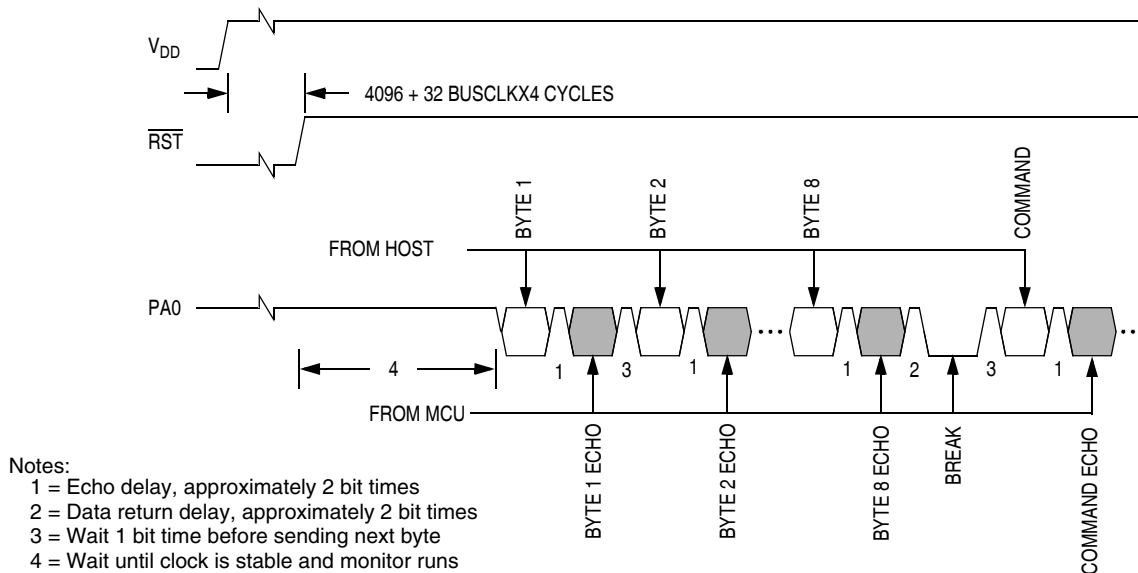 VDD
4096 + 32 BUSCLKX4 CYCLES
RST
BYTE 1
BYTE 2
BYTE 8
COMMAND
FROM HOST
PA0
4
1
3
1
1
2
3
1
FROM MCU
BYTE 1 ECHO
BYTE 2 ECHO
BYTE 8 ECHO
BREAK
COMMAND ECHO
Notes:
1 = Echo delay, approximately 2 bit times
2 = Data return delay, approximately 2 bit times
3 = Wait 1 bit time before sending next byte
4 = Wait until clock is stable and monitor runs